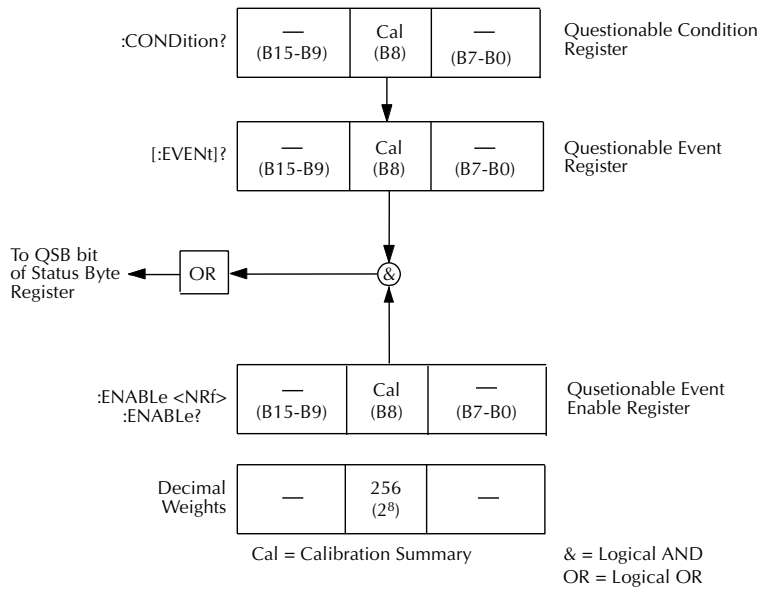 :CONDition?
—
(B15-B9)
Cal
(B8)
—
(B7-B0)
Questionable Condition
Register
[:EVENt]?
—
(B15-B9)
Cal
(B8)
—
(B7-B0)
Questionable Event
Register
To QSB bit
of Status Byte
Register
OR
&
:ENABLe <NRf>
:ENABLe?
—
(B15-B9)
Cal
(B8)
—
(B7-B0)
Qusetionable Event
Enable Register
Decimal
Weights
—
256
(2⁸)
—
Cal = Calibration Summary
& = Logical AND
OR = Logical OR